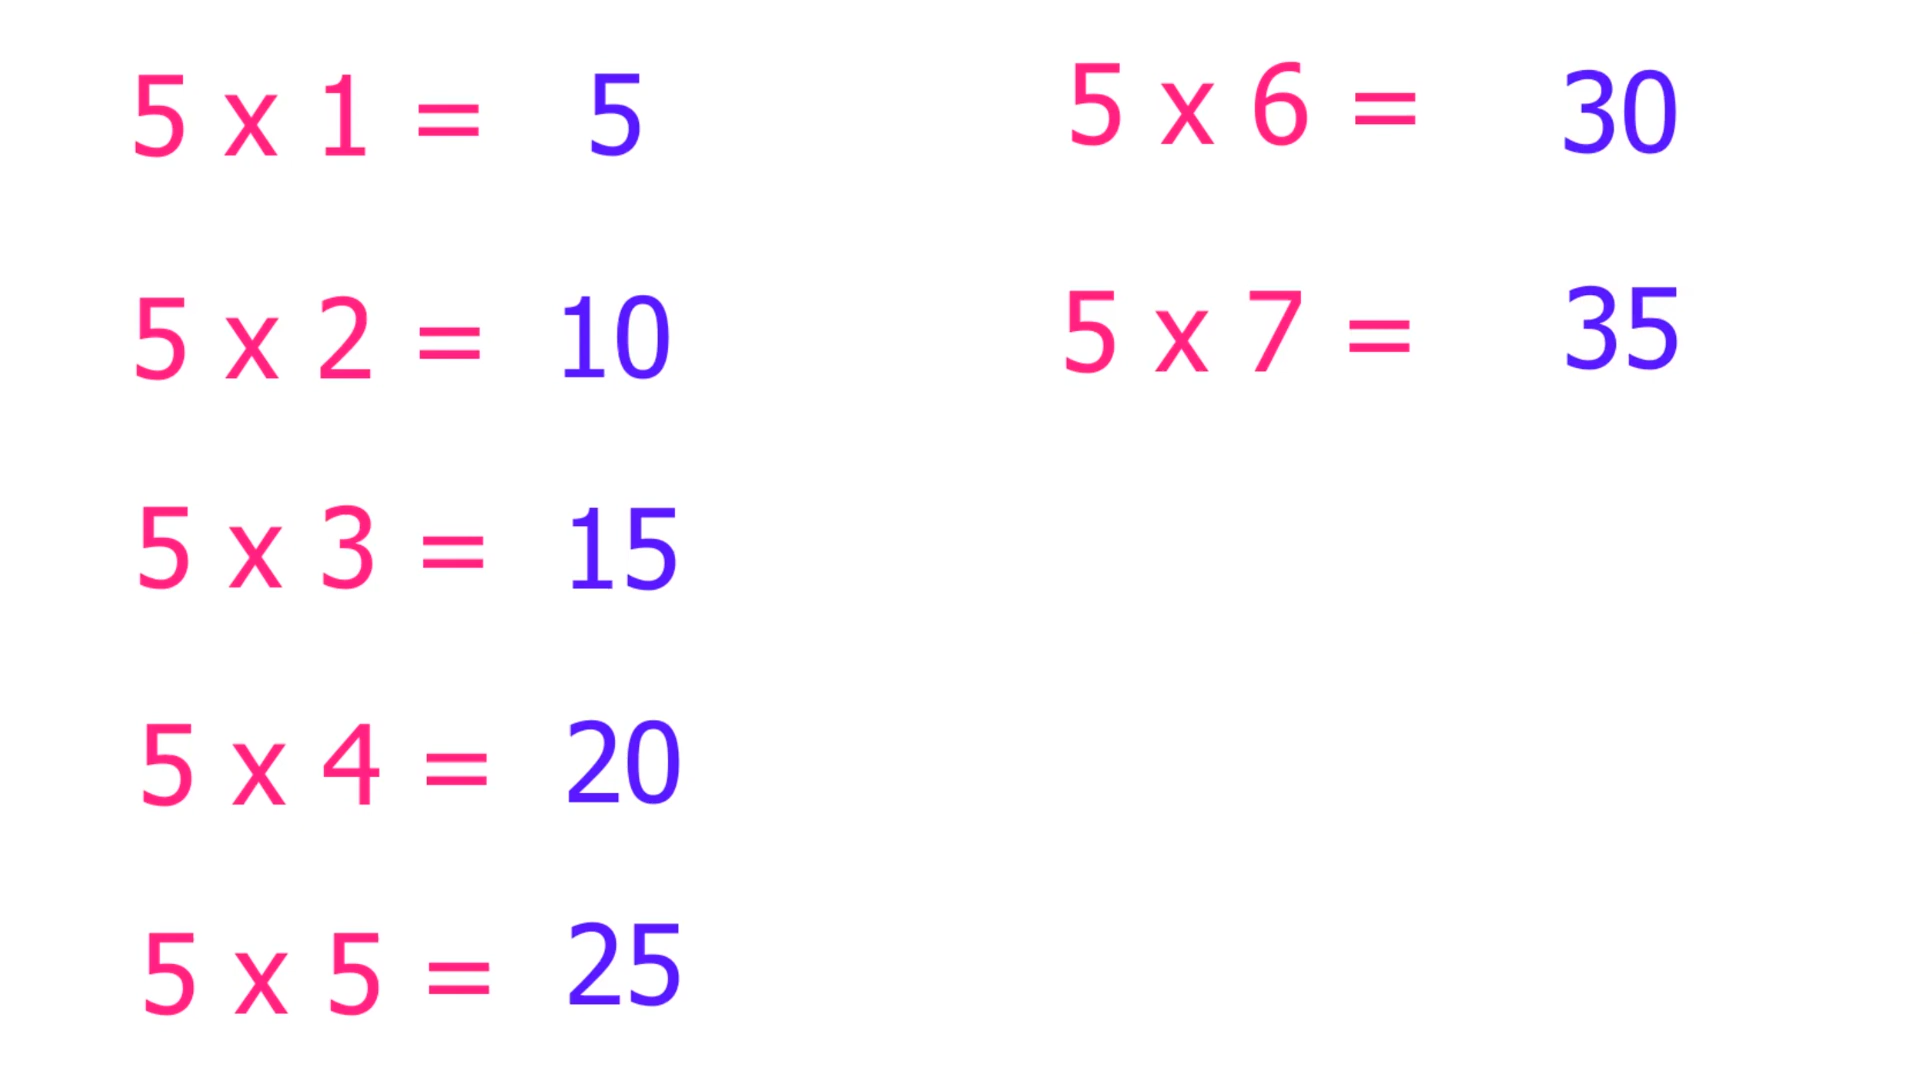 5 x 1 = 5
5 x 2 = 10
5 x 3 = 15
5 x 4 = 20
5 x 5 = 25
5 x 6 = 30
5 x 7 = 35